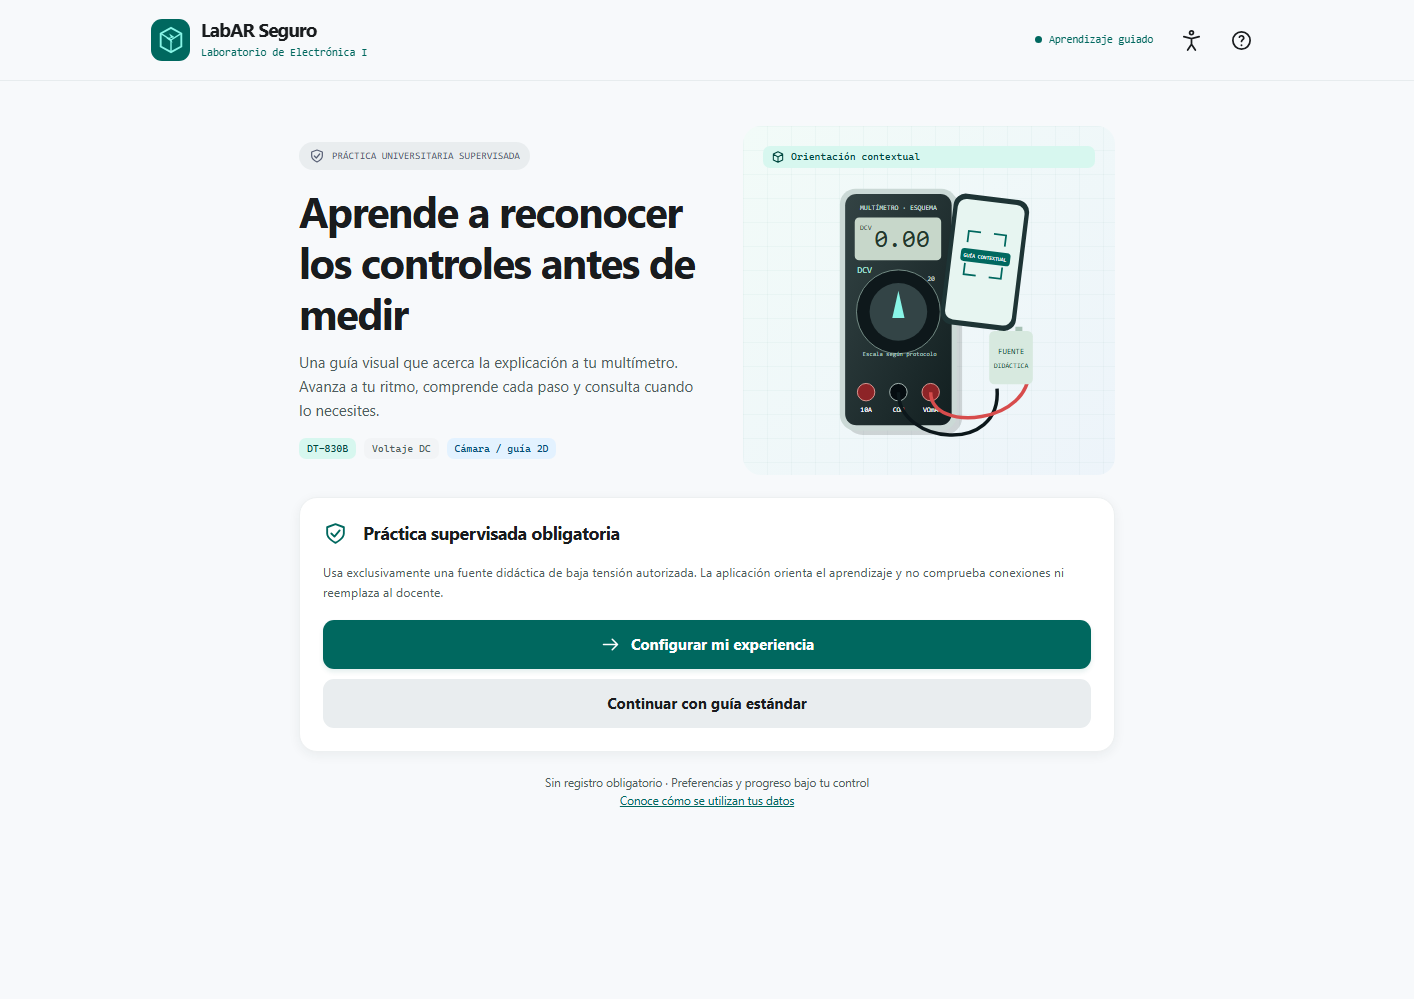 LabAR Seguro
Laboratorio de Electrónica I
Aprendizaje guiado
PRÁCTICA UNIVERSITARIA SUPERVISADA
Aprende a reconocer
los controles antes de
medir
Una guía visual que acerca la explicación a tu multímetro.
Avanza a tu ritmo, comprende cada paso y consulta cuando
lo necesites.
DT-830B
Voltaje DC
Cámara / guía 2D
Orientación contextual
MULTÍMETRO · ESQUEMA
DCV
0.00
DCV
20
Escala según protocolo
10A
GUÍA CONTEXTUAL
FUENTE
DIDÁCTICA
Práctica supervisada obligatoria
Usa exclusivamente una fuente didáctica de baja tensión autorizada. La aplicación orienta el aprendizaje y no comprueba conexiones ni
reemplaza al docente.
Configurar mi experiencia
Continuar con guía estándar
Sin registro obligatorio · Preferencias y progreso bajo tu control
Conoce cómo se utilizan tus datos